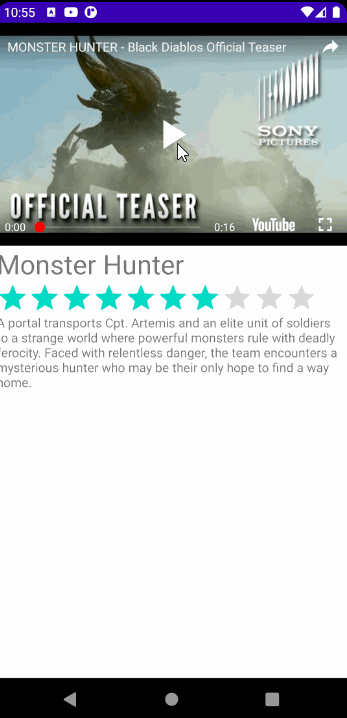 10:55
MONSTER HUNTER - Black Diablos Official Teaser
SONY
PICTURES
OFFICIAL TEASER
0:00
0:16
YouTube
Monster Hunter
A portal transports Cpt. Artemis and an elite unit of soldiers
to a strange world where powerful monsters rule with deadly
ferocity. Faced with relentless danger, the team encounters a
mysterious hunter who may be their only hope to find a way
home.